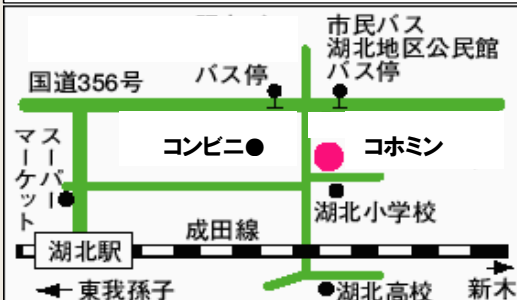 市民バス
湖北地区公民館
バス停
バス停
国道356号
コンビニ
コホミン
スーパー
マーケット
湖北小学校
成田線
湖北駅
東我孫子
湖北高校
新木